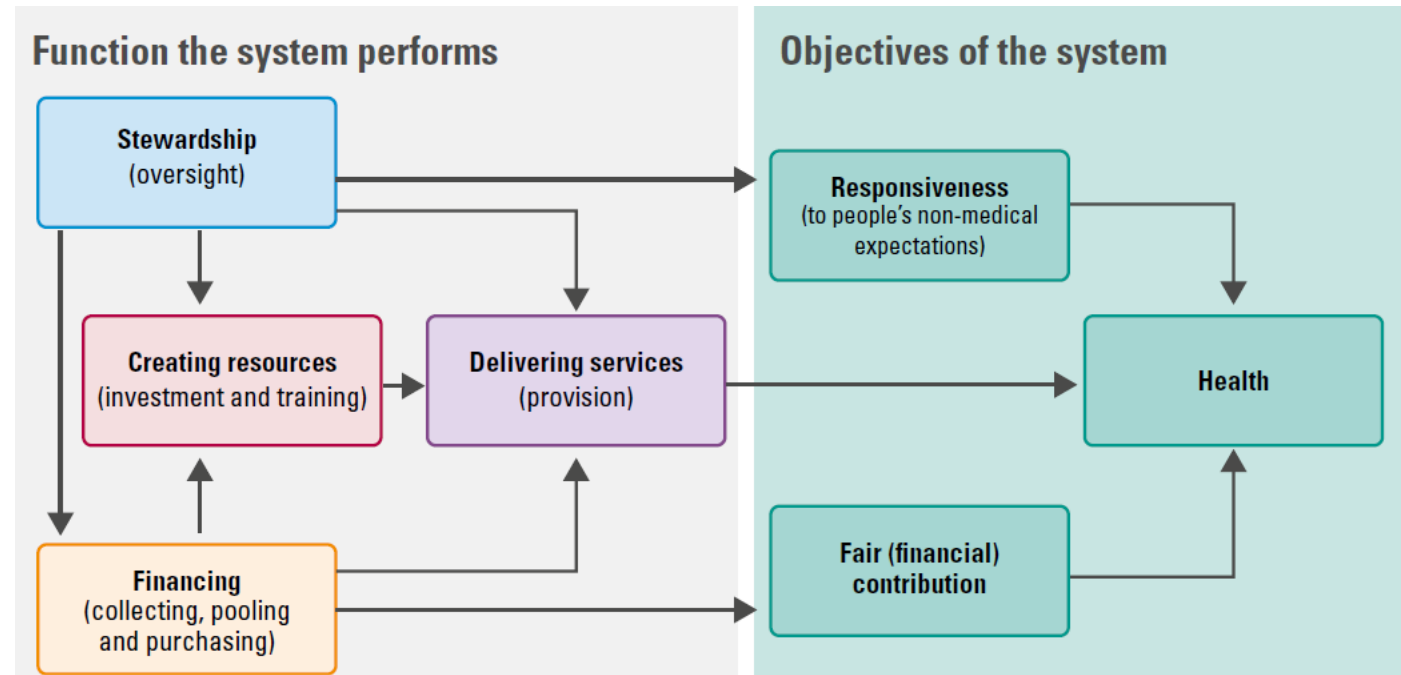 Function the system performs
Objectives of the system
Stewardship
(oversight)
Responsiveness
(to people’s non-medical
expectations)
Creating resources
(investment and training)
Delivering services
(provision)
Health
Financing
(collecting, pooling
and purchasing)
Fair (financial)
contribution